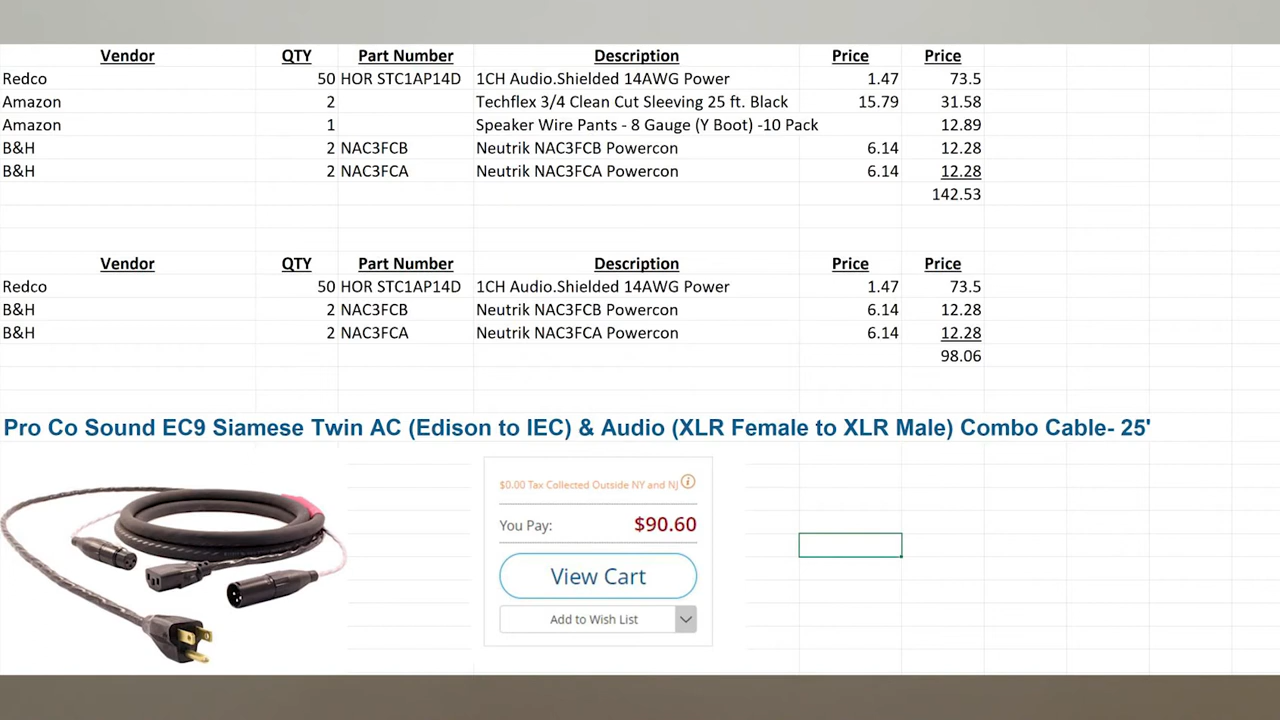 Vendor QTY Part Number Description Price Price
Redco 50 HOR STC1AP14D 1CH Audio.Shielded 14AWG Power 1.47 73.5
Amazon 2 Techflex 3/4 Clean Cut Sleeving 25 ft. Black 15.79 31.58
Amazon 1 Speaker Wire Pants - 8 Gauge (Y Boot) -10 Pack 12.89
B&H 2 NAC3FCB Neutrik NAC3FCB Powercon 6.14 12.28
B&H 2 NAC3FCA Neutrik NAC3FCA Powercon 6.14 12.28
142.53
Vendor QTY Part Number Description Price Price
Redco 50 HOR STC1AP14D 1CH Audio.Shielded 14AWG Power 1.47 73.5
B&H 2 NAC3FCB Neutrik NAC3FCB Powercon 6.14 12.28
B&H 2 NAC3FCA Neutrik NAC3FCA Powercon 6.14 12.28
98.06
Pro Co Sound EC9 Siamese Twin AC (Edison to IEC) & Audio (XLR Female to XLR Male) Combo Cable- 25'
$0.00 Tax Collected Outside NY and NJ i
You Pay: $90.60
View Cart
Add to Wish List